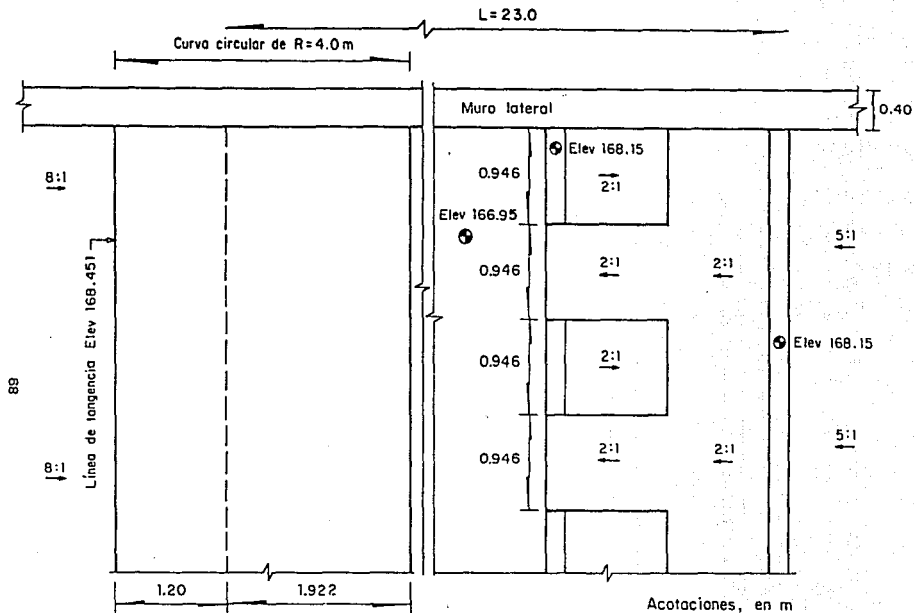 L=23.0
Curva circular de R=4.0 m
Muro lateral
0.40
Elev 168.15
8:1
0.946
2:1
Elev 166.95
5:1
Línea de tangencia Elev 168.451
0.946
2:1
2:1
Elev 168.15
0.946
2:1
89
8:1
0.946
2:1
2:1
5:1
1.20
1.922
Acotaciones, en m